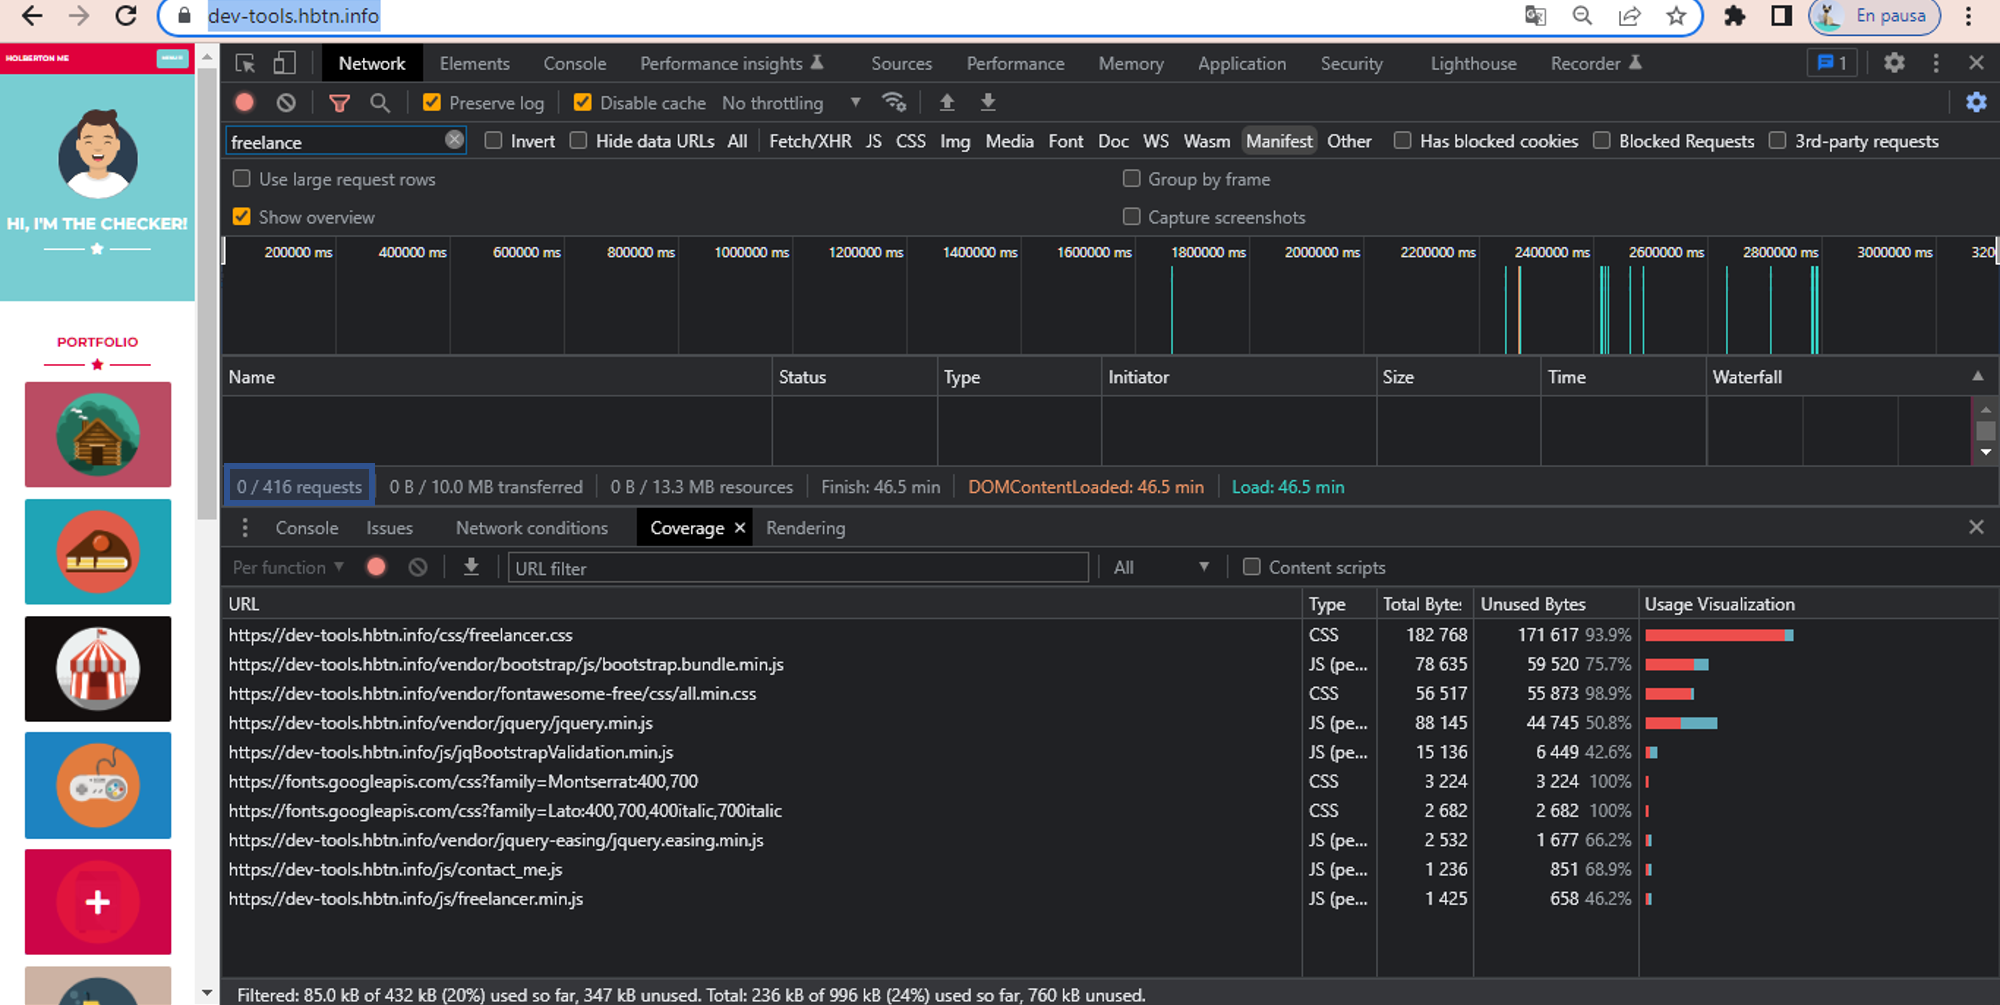 dev-tools.hbtn.info
En pausa
HOLBERTON ME
HI, I'M THE CHECKER!
PORTFOLIO
Network Elements Console Performance insights Sources Performance Memory Application Security Lighthouse Recorder 1
Preserve log Disable cache No throttling
freelance Invert Hide data URLs All Fetch/XHR JS CSS Img Media Font Doc WS Wasm Manifest Other Has blocked cookies Blocked Requests 3rd-party requests
Use large request rows Group by frame
Show overview Capture screenshots
200000 ms 400000 ms 600000 ms 800000 ms 1000000 ms 1200000 ms 1400000 ms 1600000 ms 1800000 ms 2000000 ms 2200000 ms 2400000 ms 2600000 ms 2800000 ms 3000000 ms 320
Name Status Type Initiator Size Time Waterfall
0 / 416 requests 0 B / 10.0 MB transferred 0 B / 13.3 MB resources Finish: 46.5 min DOMContentLoaded: 46.5 min Load: 46.5 min
Console Issues Network conditions Coverage × Rendering
Per function URL filter All Content scripts
URL Type Total Byte: Unused Bytes Usage Visualization
https://dev-tools.hbtn.info/css/freelancer.css CSS 182 768 171 617 93.9%
https://dev-tools.hbtn.info/vendor/bootstrap/js/bootstrap.bundle.min.js JS (pe... 78 635 59 520 75.7%
https://dev-tools.hbtn.info/vendor/fontawesome-free/css/all.min.css CSS 56 517 55 873 98.9%
https://dev-tools.hbtn.info/vendor/jquery/jquery.min.js JS (pe... 88 145 44 745 50.8%
https://dev-tools.hbtn.info/js/jqBootstrapValidation.min.js JS (pe... 15 136 6 449 42.6%
https://fonts.googleapis.com/css?family=Montserrat:400,700 CSS 3 224 3 224 100%
https://fonts.googleapis.com/css?family=Lato:400,700,400italic,700italic CSS 2 682 2 682 100%
https://dev-tools.hbtn.info/vendor/jquery-easing/jquery.easing.min.js JS (pe... 2 532 1 677 66.2%
https://dev-tools.hbtn.info/js/contact_me.js JS (pe... 1 236 851 68.9%
https://dev-tools.hbtn.info/js/freelancer.min.js JS (pe... 1 425 658 46.2%
Filtered: 85.0 kB of 432 kB (20%) used so far, 347 kB unused. Total: 236 kB of 996 kB (24%) used so far, 760 kB unused.